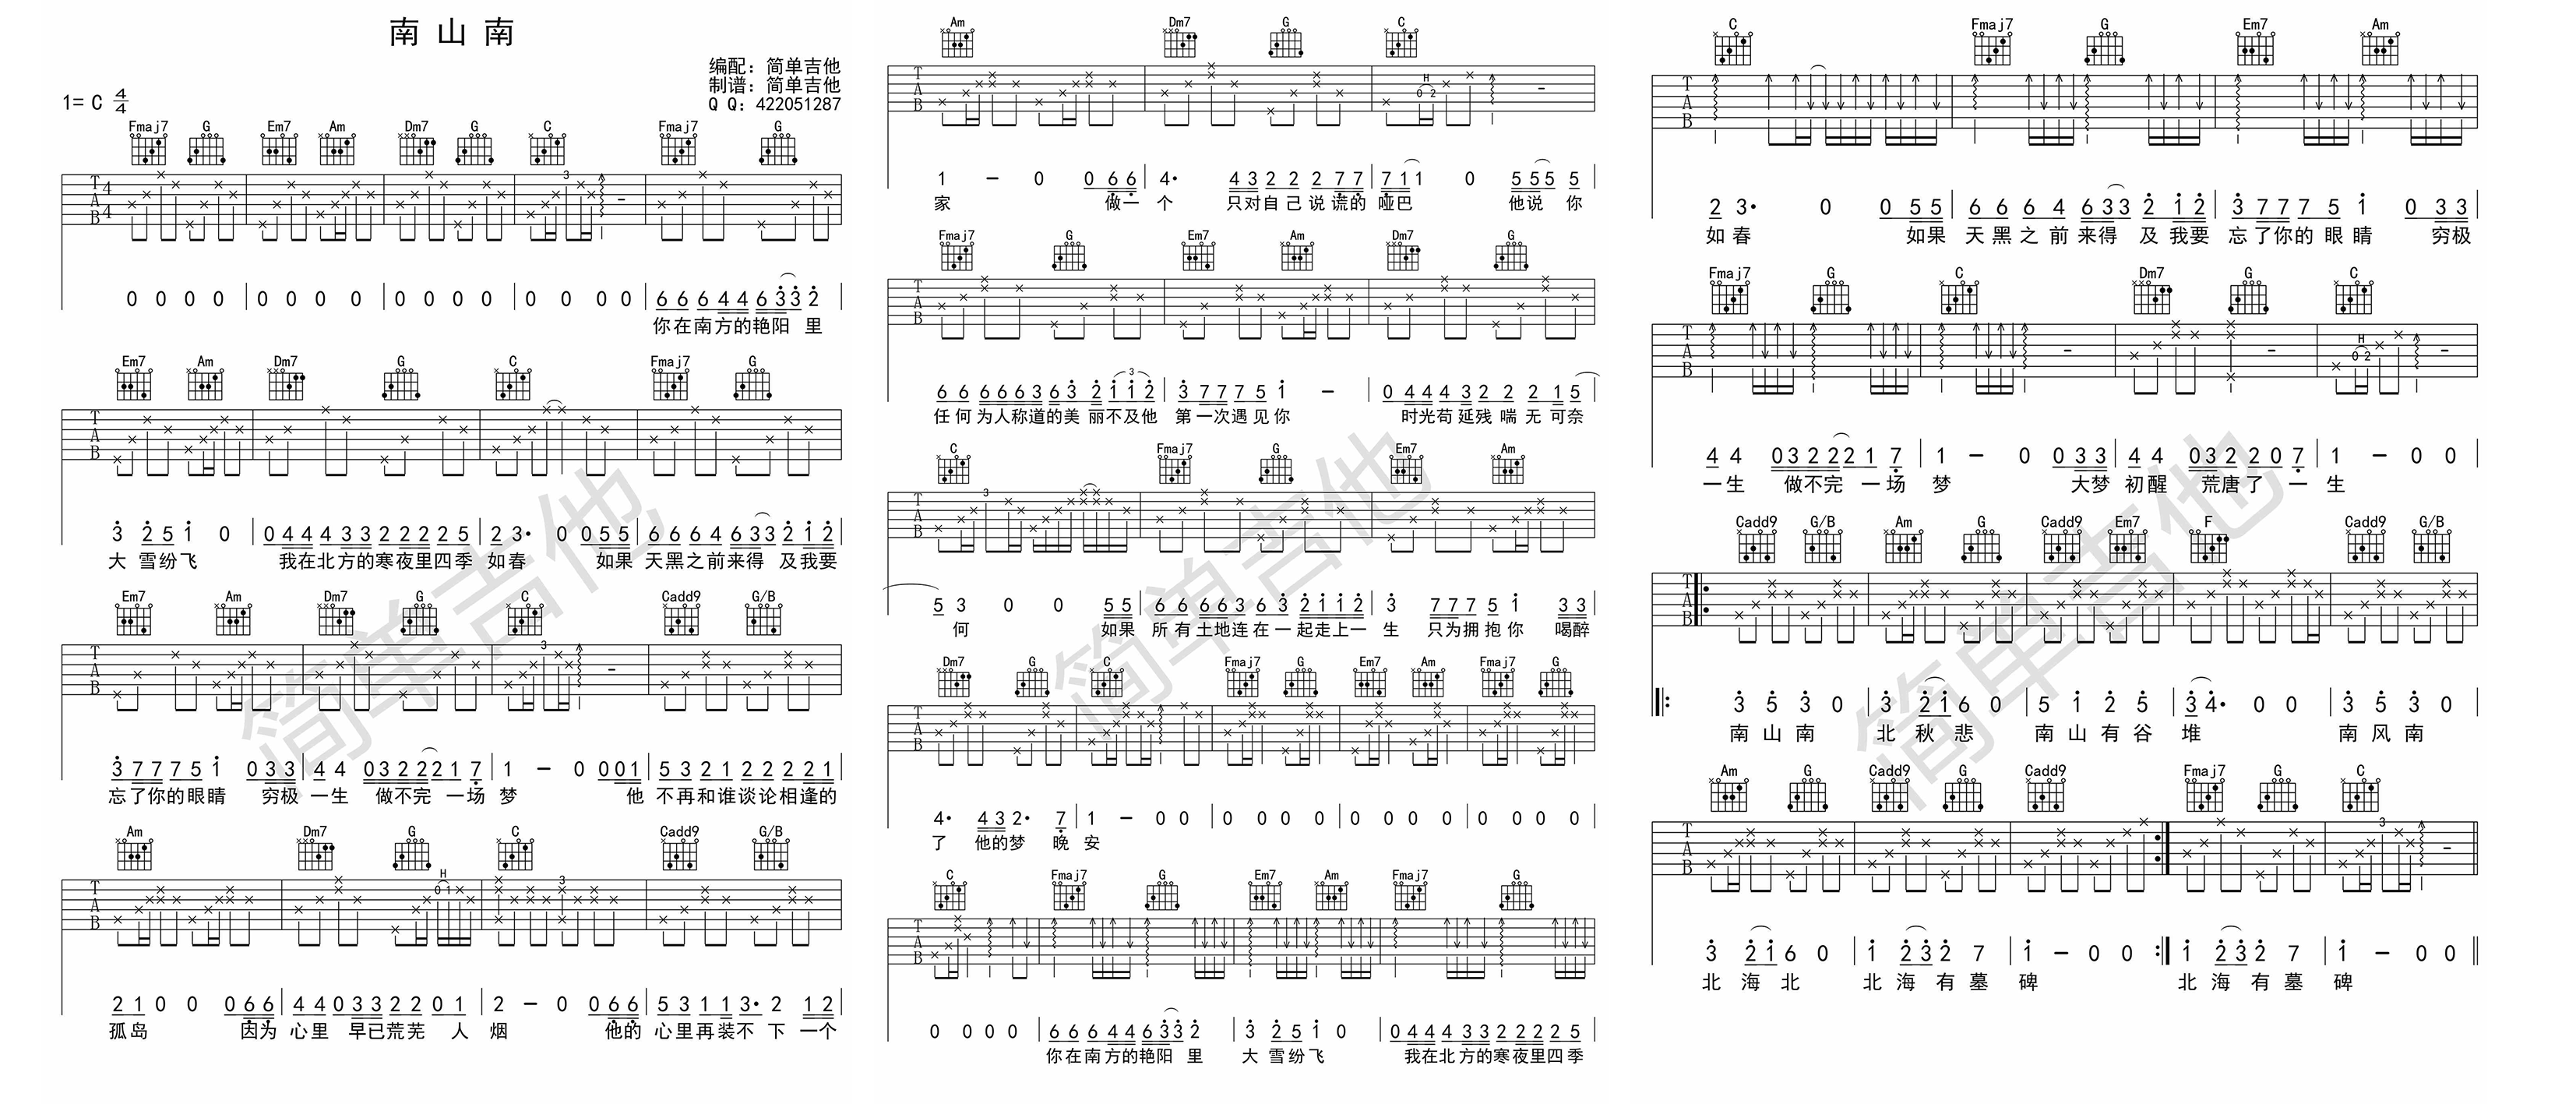 南山南
编配：简单吉他
制谱：简单吉他
QQ：422051287
1=C 4/4
Fmaj7 G Em7 Am Dm7 G C Fmaj7 G
0 0 0 0 0 0 0 0 0 0 0 0 0 0 0 0 6 6 6 4 4 6 3 3 2
你在南方的艳阳 里
Em7 Am Dm7 G C Fmaj7 G
3 2 5 1 0 0 4 4 4 3 3 2 2 2 2 5 2 3· 0 0 5 5 6 6 6 4 6 3 3 2 1 2
大 雪纷飞 我在北方的寒夜里四季 如春 如果 天黑之前来得 及我要
Em7 Am Dm7 G C Cadd9 G/B
3 7 7 7 5 1 0 3 3 4 4 0 3 2 2 2 2 1 7 1 － 0 0 0 1 5 3 2 1 2 2 2 2 1
忘了你的眼睛 穷极 一生 做不完 一场 梦 他 不再和谁谈论相逢的
Am Dm7 G C Cadd9 G/B
2 1 0 0 0 6 6 4 4 0 3 3 2 2 0 1 2 － 0 0 6 6 5 3 1 1 3· 2 1 2
孤岛 因为 心里 早已荒芜 人 烟 他的 心里再装不 下 一个
Am Dm7 G C
1 － 0 0 6 6 4· 4 3 2 2 2 7 7 7 1 1 0 5 5 5 5
家 做一 个 只对自己说谎的 哑巴 他说 你
Fmaj7 G Em7 Am Dm7 G
6 6 6 6 6 3 6 3 2 1 1 2 3 7 7 7 5 1 － 0 4 4 4 3 2 2 2 1 5
任何为人称道的美 丽不及他 第一次遇见你 时光苟延残喘 无可奈
C Fmaj7 G Em7 Am
5 3 0 0 5 5 6 6 6 6 3 6 3 2 1 1 2 3 7 7 7 5 1 3 3
何 如果 所有土地连在一起走上一 生 只为拥抱你 喝醉
Dm7 G C Fmaj7 G Em7 Am Fmaj7 G
4· 4 3 2· 7 1 － 0 0 0 0 0 0 0 0 0 0 0 0 0 0
了 他的梦 晚 安
C Fmaj7 G Em7 Am Fmaj7 G
0 0 0 0 6 6 6 4 4 6 3 3 2 3 2 5 1 0 0 4 4 4 3 3 2 2 2 2 5
你在南方的艳阳 里 大 雪纷飞 我在北方的寒夜里四季
C Fmaj7 G Em7 Am
2 3· 0 0 5 5 6 6 6 4 6 3 3 2 1 2 3 7 7 7 5 1 0 3 3
如春 如果 天黑之前来得 及我要 忘了你的眼睛 穷极
Fmaj7 G C Dm7 G C
4 4 0 3 2 2 2 2 1 7 1 － 0 0 3 3 4 4 0 3 2 2 0 7 1 － 0 0
一生 做不完 一场 梦 大梦 初醒 荒唐了 一 生
Cadd9 G/B Am G Cadd9 Em7 F Cadd9 G/B
3 5 3 0 3 2 1 6 0 5 1 2 5 3 4· 0 0 3 5 3 0
南山南 北秋悲 南山有谷堆 南风南
Am G Cadd9 G Cadd9 Fmaj7 G C
3 2 1 6 0 1 2 3 2 7 1 － 0 0 1 2 3 2 7 1 － 0 0
北海北 北海有墓碑 北海有墓碑
简单吉他
简单吉他
简单吉他